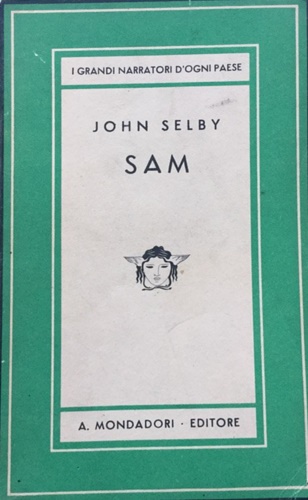 I GRANDI NARRATORI D'OGNI PAESE
JOHN SELBY
SAM
A. MONDADORI · EDITORE